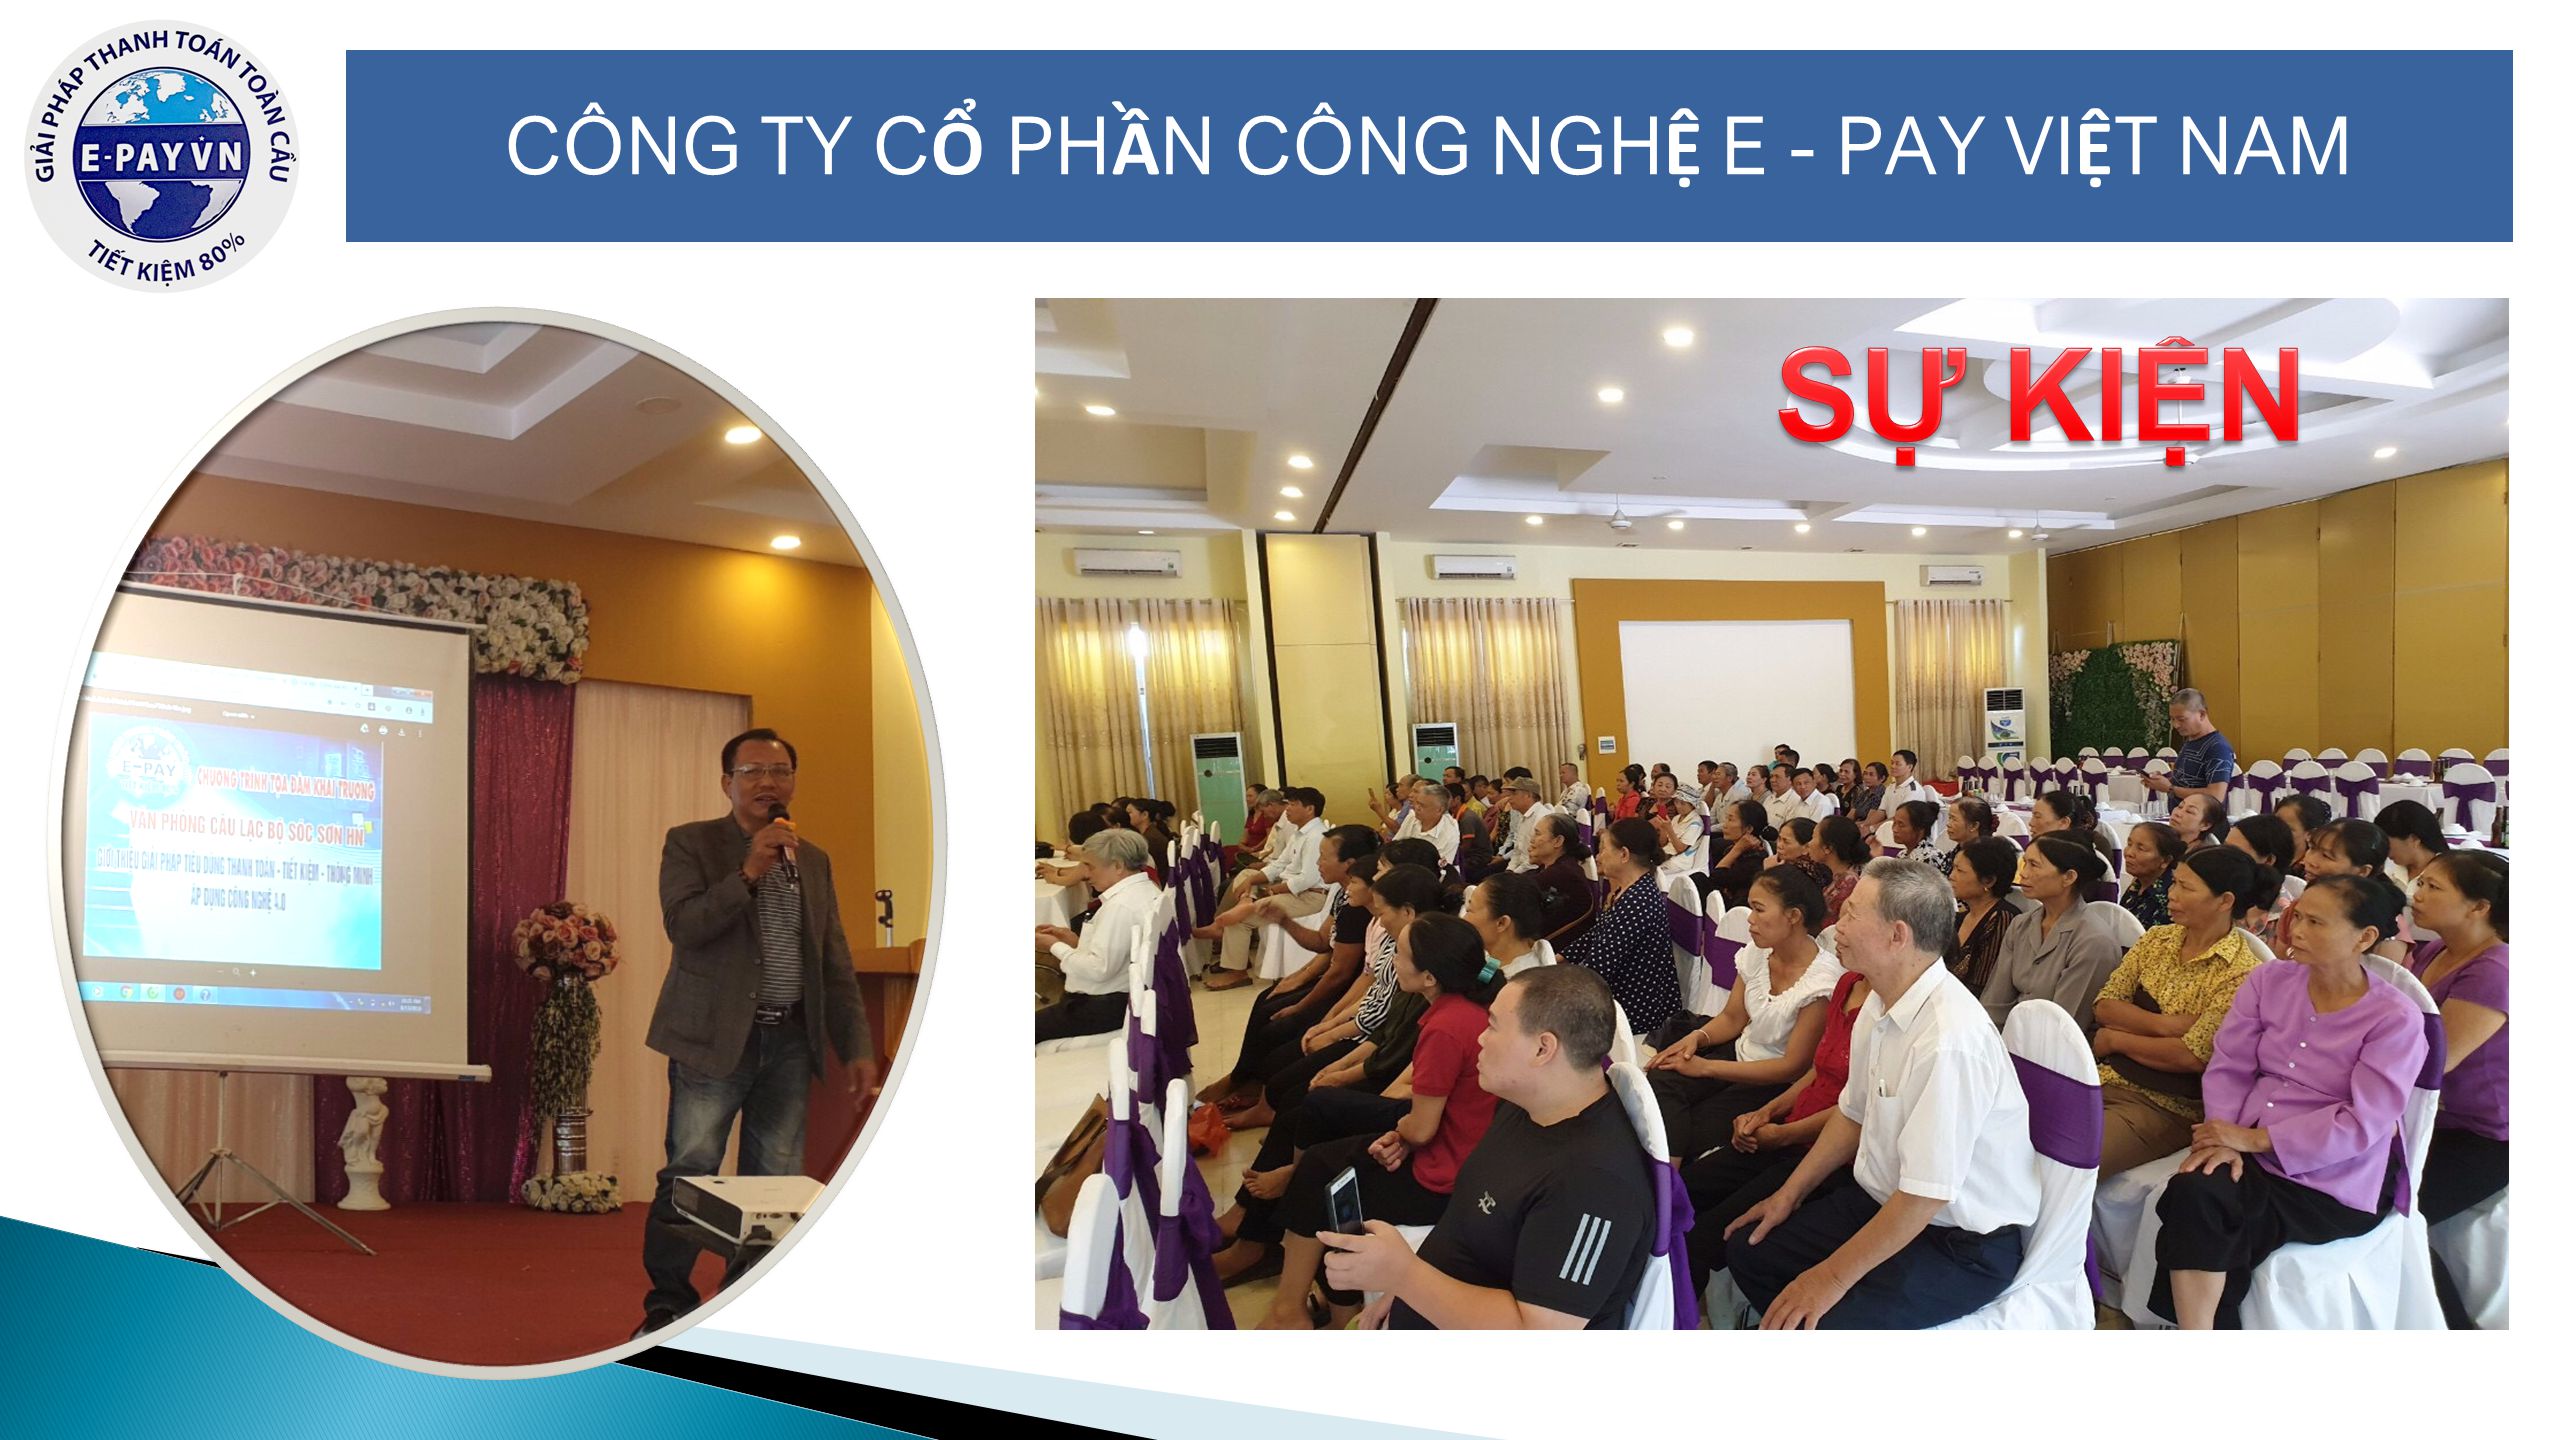 GIẢI PHÁP THANH TOÁN TOÀN CẦU
E-PAY VN
TIẾT KIỆM 80%
CÔNG TY CỔ PHẦN CÔNG NGHỆ E - PAY VIỆT NAM
SỰ KIỆN
E-PAY
CHƯƠNG TRÌNH TỌA ĐÀM KHAI TRƯƠNG
VĂN PHÒNG CÂU LẠC BỘ SÓC SƠN HN
GIỚI THIỆU GIẢI PHÁP TIÊU DÙNG THANH TOÁN - TIẾT KIỆM - THÔNG MINH
ÁP DỤNG CÔNG NGHỆ 4.0